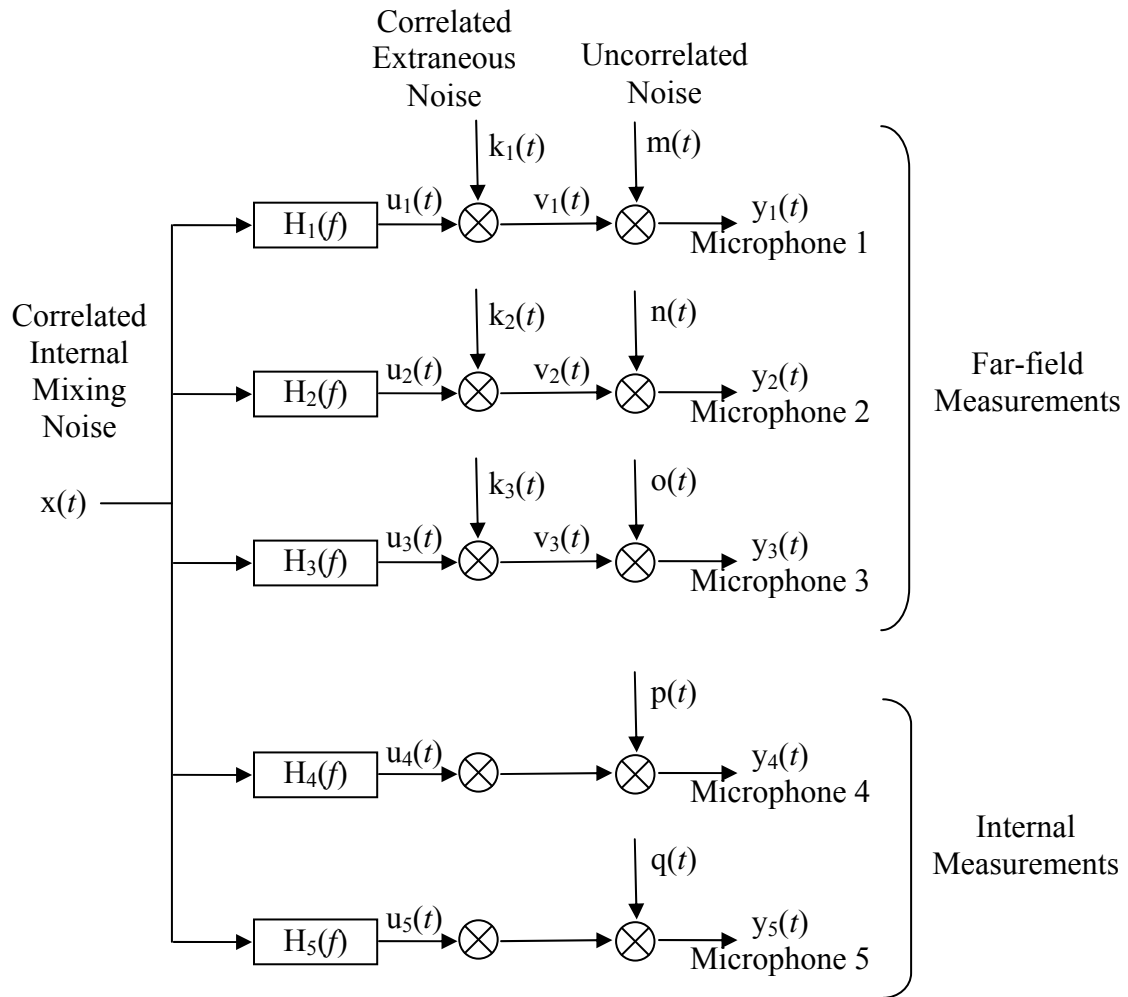 Correlated
Extraneous
Noise
Uncorrelated
Noise
k₁(t)
m(t)
u₁(t)
v₁(t)
H₁(f)
y₁(t)
Microphone 1
Correlated
Internal
Mixing
Noise
x(t)
k₂(t)
n(t)
u₂(t)
v₂(t)
H₂(f)
y₂(t)
Microphone 2
Far-field
Measurements
k₃(t)
o(t)
u₃(t)
v₃(t)
H₃(f)
y₃(t)
Microphone 3
p(t)
u₄(t)
H₄(f)
y₄(t)
Microphone 4
Internal
Measurements
q(t)
u₅(t)
H₅(f)
y₅(t)
Microphone 5